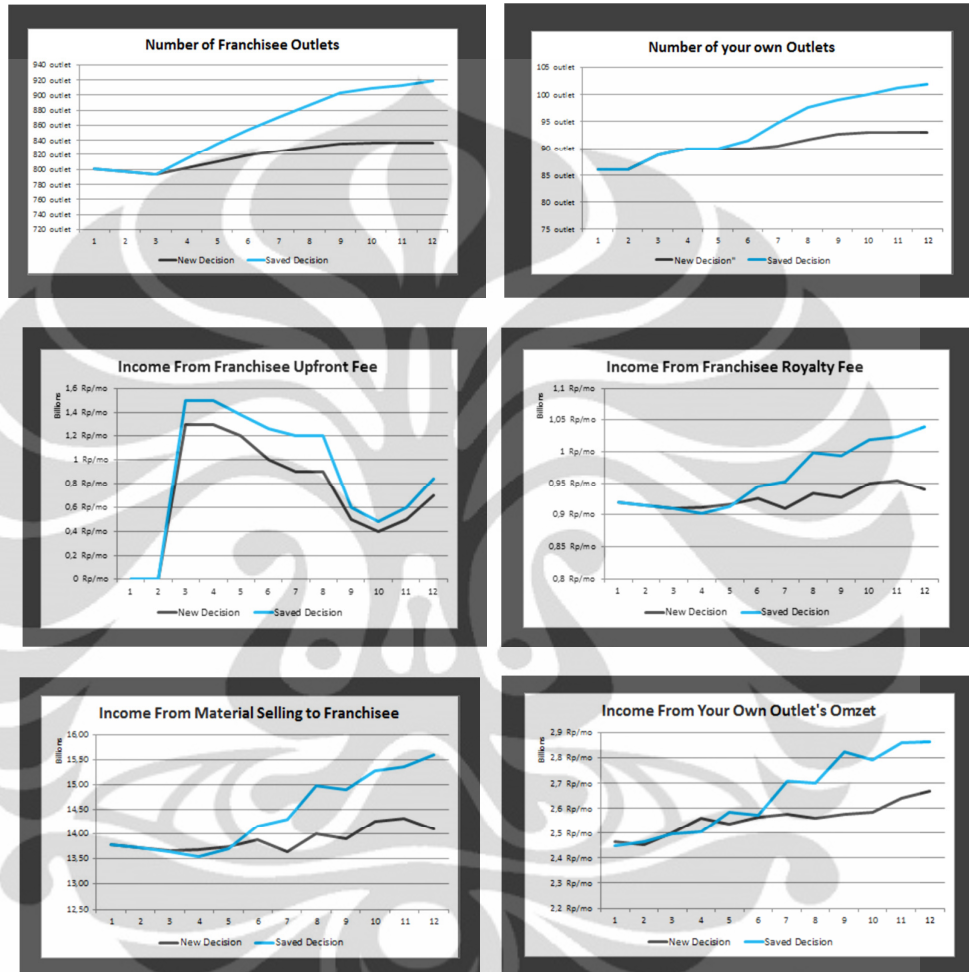 Number of Franchisee Outlets
940 outlet
920 outlet
900 outlet
880 outlet
860 outlet
840 outlet
820 outlet
800 outlet
780 outlet
760 outlet
740 outlet
720 outlet
1 2 3 4 5 6 7 8 9 10 11 12
New Decision Saved Decision
Number of your own Outlets
105 outlet
100 outlet
95 outlet
90 outlet
85 outlet
80 outlet
75 outlet
1 2 3 4 5 6 7 8 9 10 11 12
New Decision" Saved Decision
Income From Franchisee Upfront Fee
Billions
1,6 Rp/mo
1,4 Rp/mo
1,2 Rp/mo
1 Rp/mo
0,8 Rp/mo
0,6 Rp/mo
0,4 Rp/mo
0,2 Rp/mo
0 Rp/mo
1 2 3 4 5 6 7 8 9 10 11 12
New Decision Saved Decision
Income From Franchisee Royalty Fee
Billions
1,1 Rp/mo
1,05 Rp/mo
1 Rp/mo
0,95 Rp/mo
0,9 Rp/mo
0,85 Rp/mo
0,8 Rp/mo
1 2 3 4 5 6 7 8 9 10 11 12
New Decision Saved Decision
Income From Material Selling to Franchisee
Billions
16,00
15,50
15,00
14,50
14,00
13,50
13,00
12,50
1 2 3 4 5 6 7 8 9 10 11 12
New Decision Saved Decision
Income From Your Own Outlet's Omzet
Billions
2,9 Rp/mo
2,8 Rp/mo
2,7 Rp/mo
2,6 Rp/mo
2,5 Rp/mo
2,4 Rp/mo
2,3 Rp/mo
2,2 Rp/mo
1 2 3 4 5 6 7 8 9 10 11 12
New Decision Saved Decision